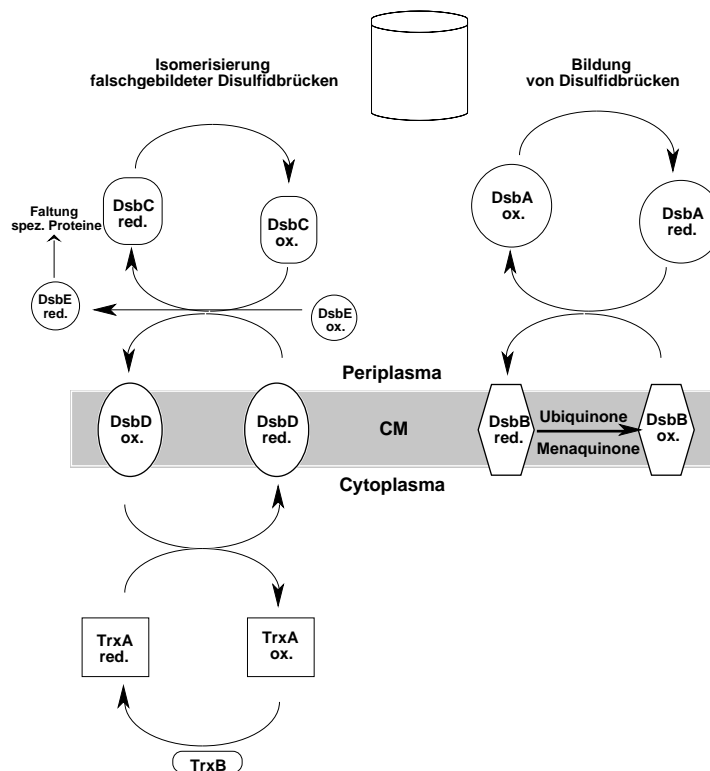 Isomerisierung
falschgebildeter Disulfidbrücken
Bildung
von Disulfidbrücken
DsbC
red.
DsbC
ox.
DsbA
ox.
DsbA
red.
Faltung
spez. Proteine
DsbE
red.
DsbE
ox.
Periplasma
DsbD
ox.
DsbD
red.
CM
DsbB
red.
Ubiquinone
Menaquinone
DsbB
ox.
Cytoplasma
TrxA
red.
TrxA
ox.
TrxB